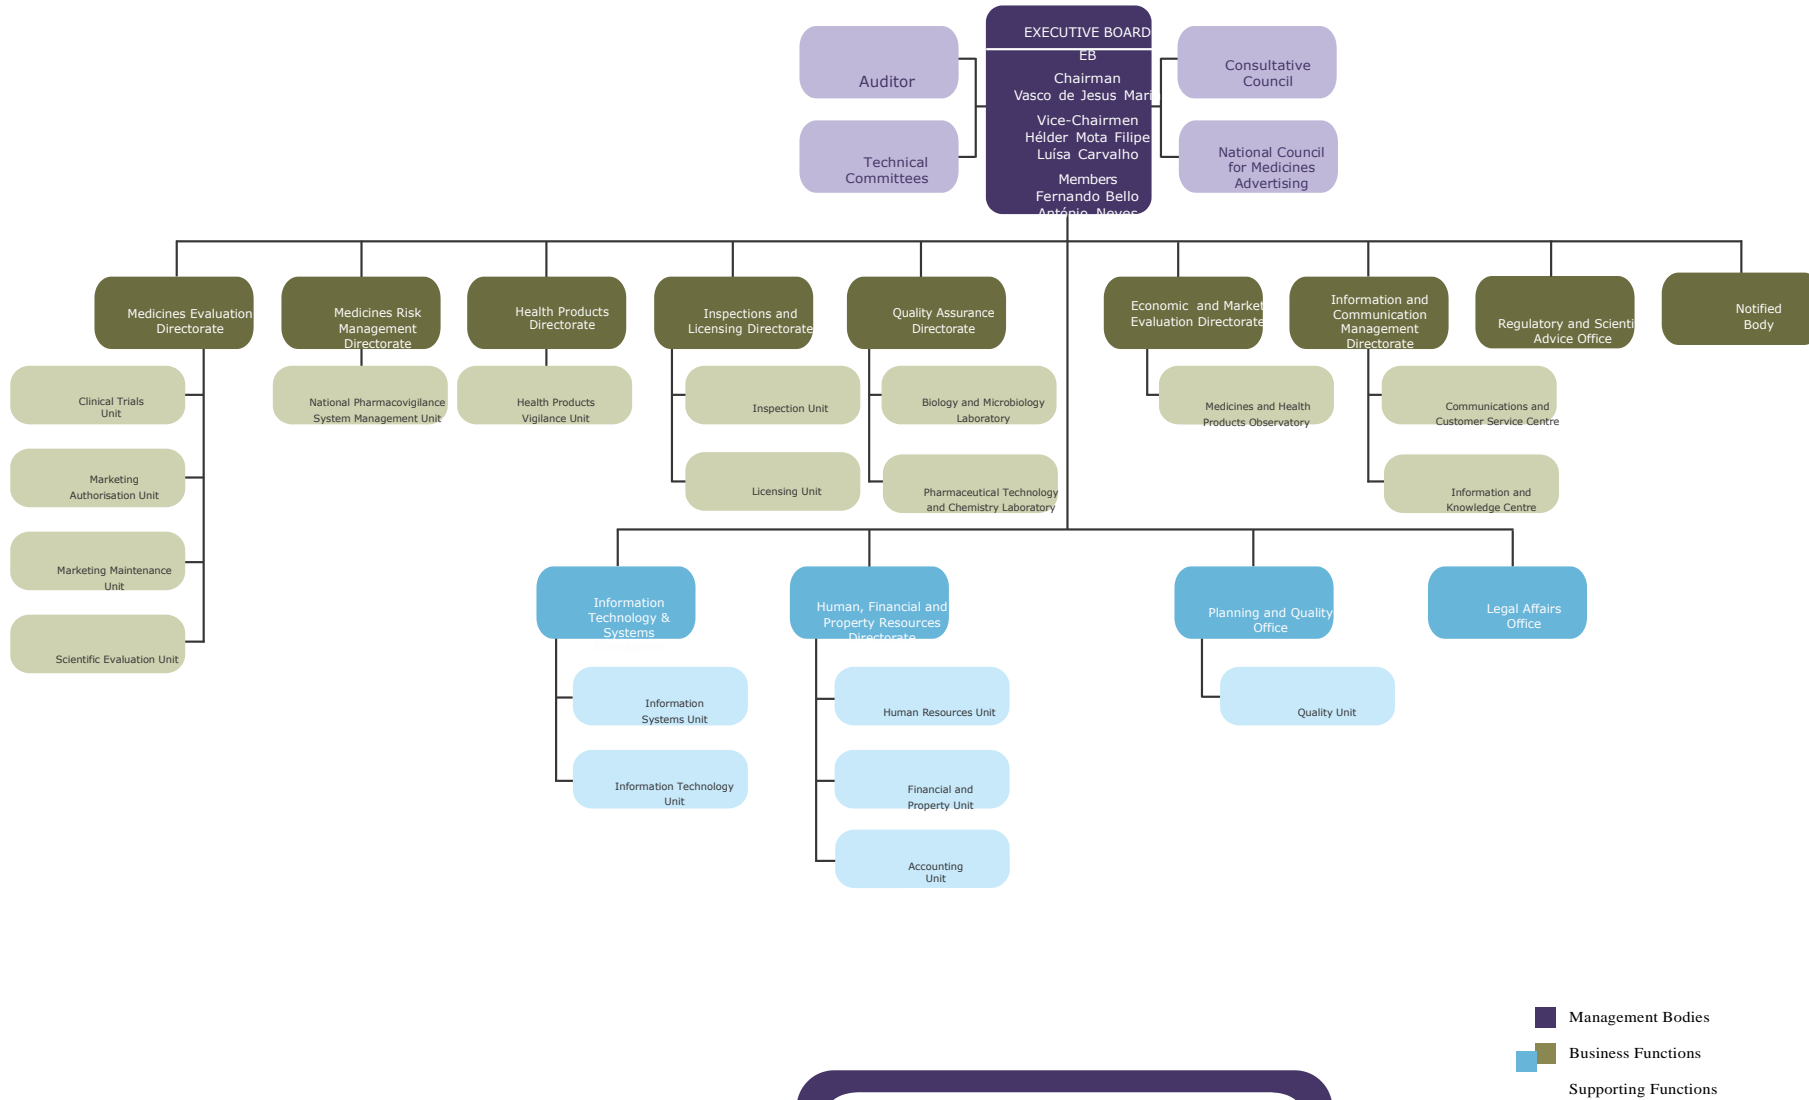 EXECUTIVE BOARD
EB
Chairman
Vasco de Jesus Mari
Vice-Chairmen
Hélder Mota Filipe
Luísa Carvalho
Members
Fernando Bello
António Neves
Auditor
Technical
Committees
Consultative
Council
National Council
for Medicines
Advertising
Medicines Evaluation
Directorate
Medicines Risk
Management
Directorate
Health Products
Directorate
Inspections and
Licensing Directorate
Quality Assurance
Directorate
Economic and Market
Evaluation Directorate
Information and
Communication
Management
Directorate
Regulatory and Scienti
Advice Office
Notified
Body
Clinical Trials
Unit
Marketing
Authorisation Unit
Marketing Maintenance
Unit
Scientific Evaluation Unit
National Pharmacovigilance
System Management Unit
Health Products
Vigilance Unit
Inspection Unit
Licensing Unit
Biology and Microbiology
Laboratory
Pharmaceutical Technology
and Chemistry Laboratory
Medicines and Health
Products Observatory
Communications and
Customer Service Centre
Information and
Knowledge Centre
Information
Technology &
Systems
Human, Financial and
Property Resources
Directorate
Planning and Quality
Office
Legal Affairs
Office
Information
Systems Unit
Information Technology
Unit
Human Resources Unit
Financial and
Property Unit
Accounting
Unit
Quality Unit
Management Bodies
Business Functions
Supporting Functions